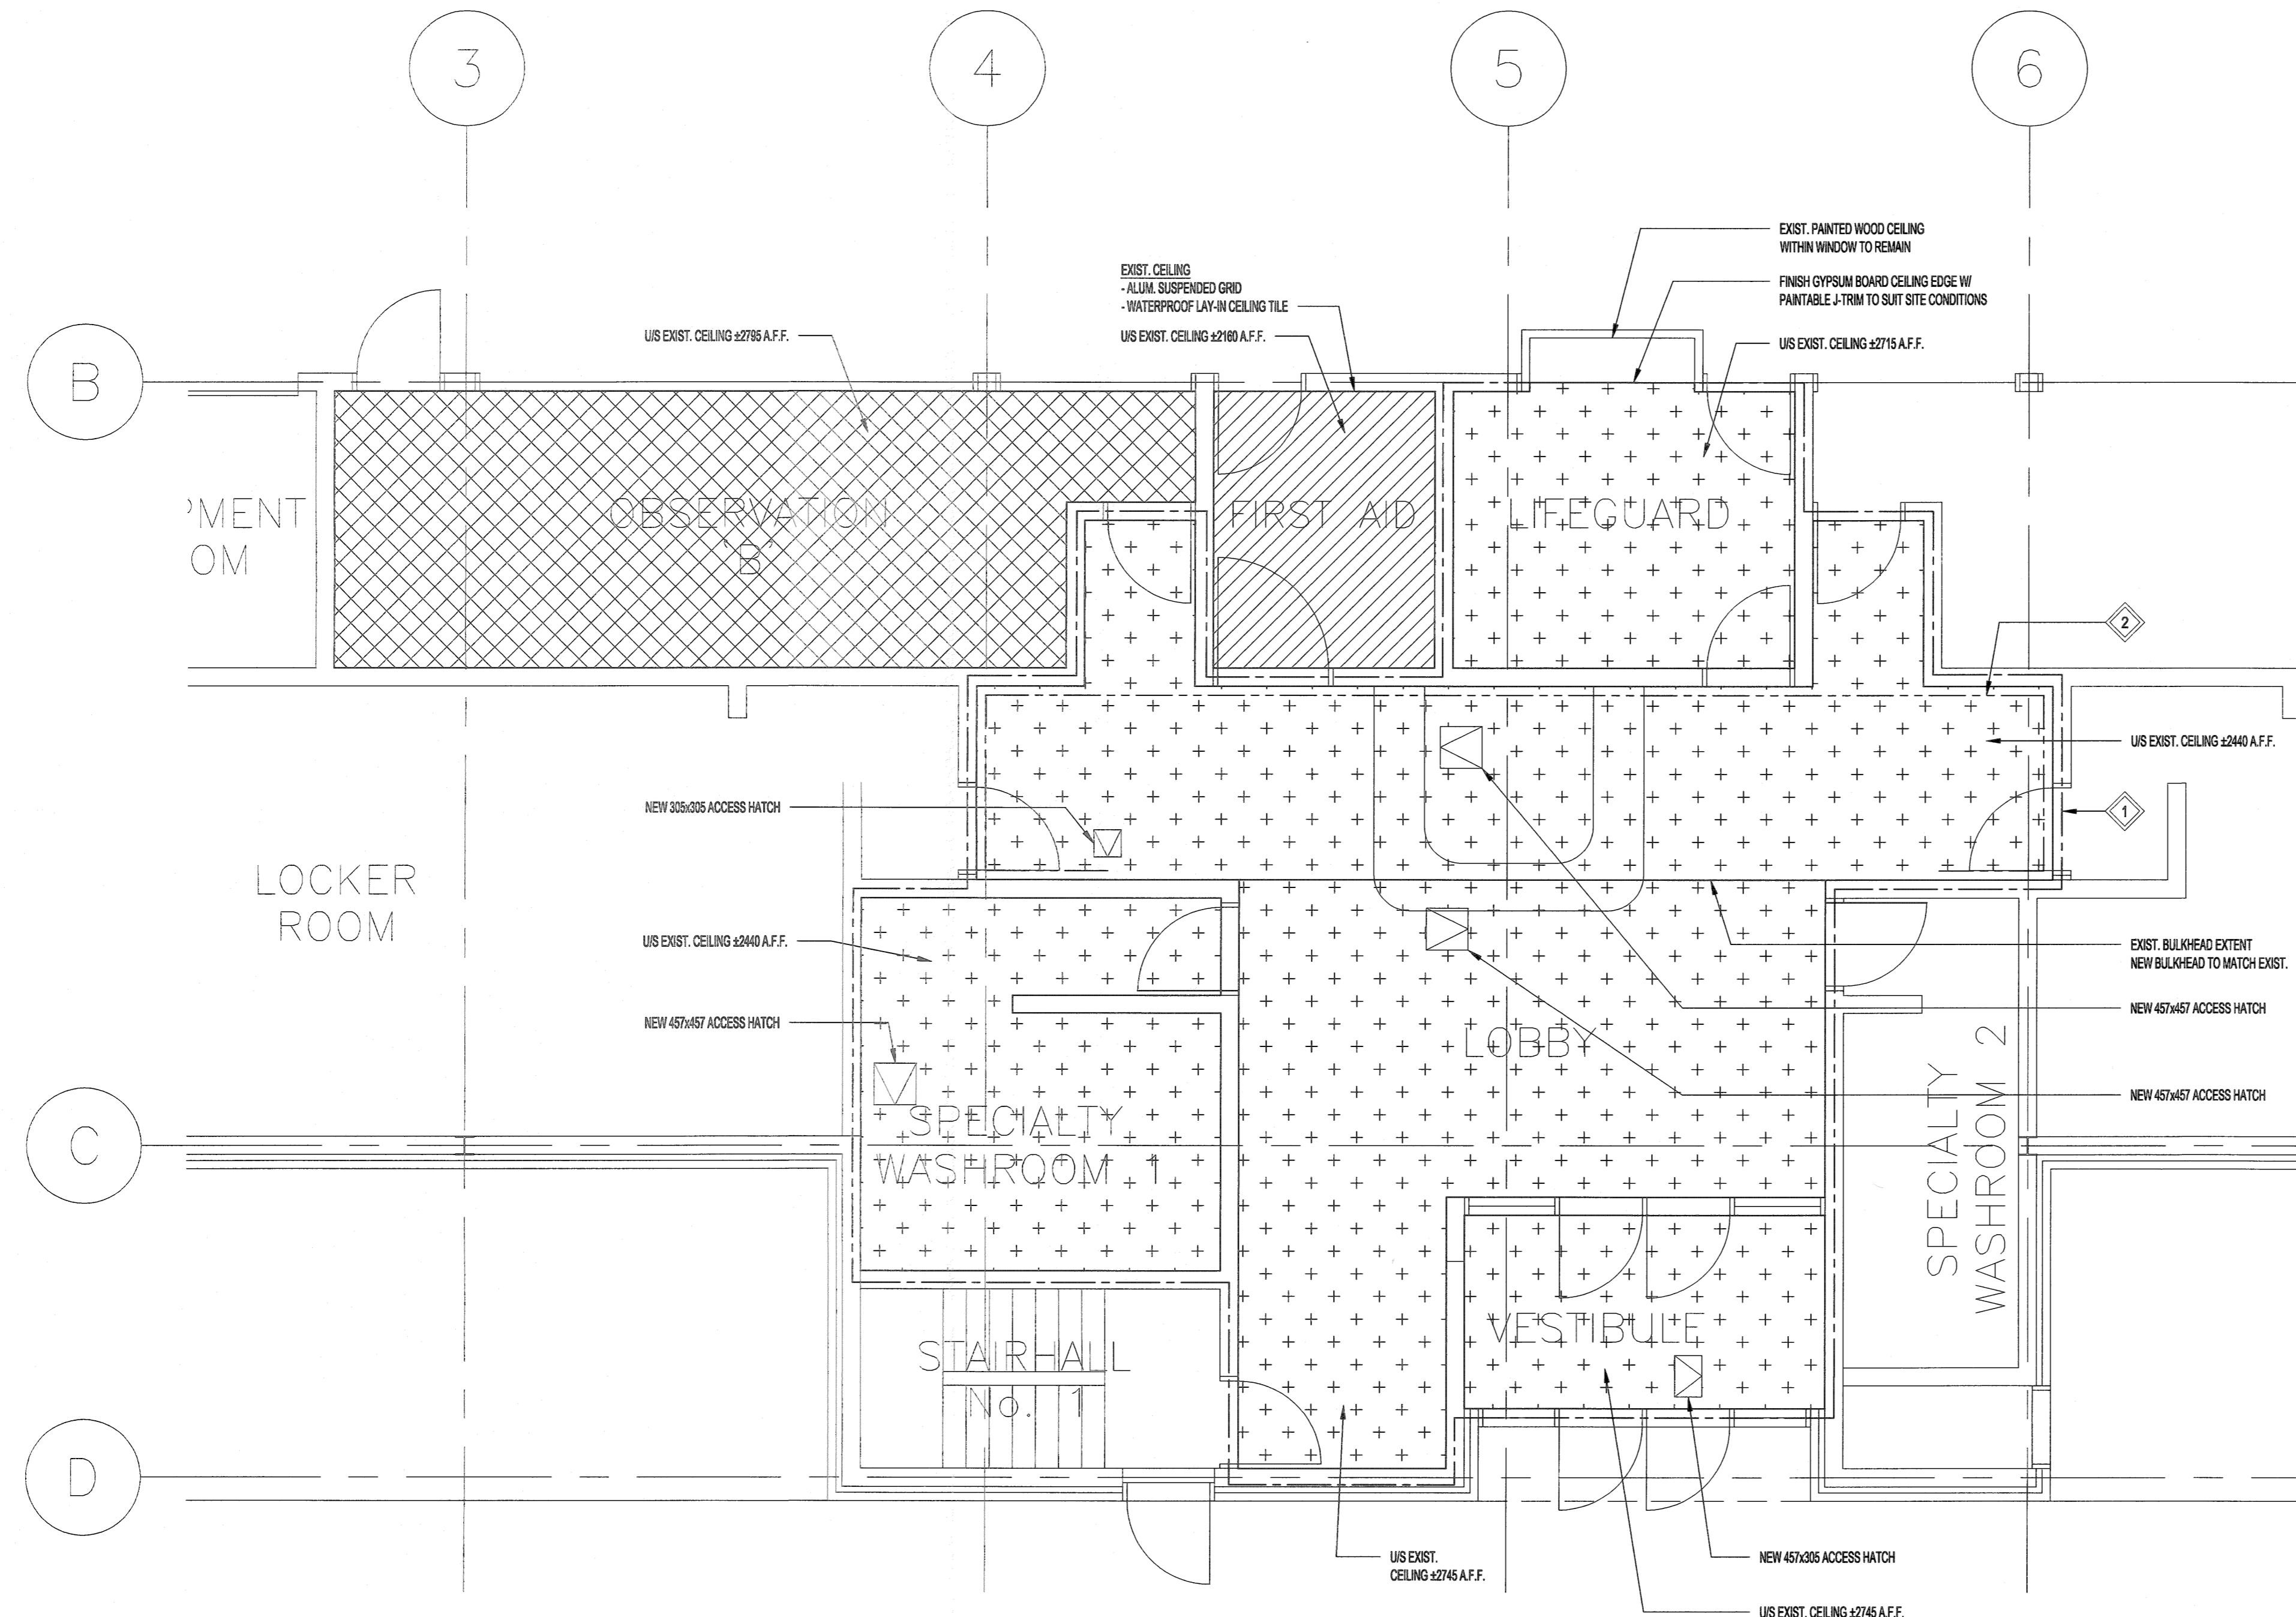 3
4
5
6
EXIST. PAINTED WOOD CEILING
WITHIN WINDOW TO REMAIN
EXIST. CEILING
- ALUM. SUSPENDED GRID
- WATERPROOF LAY-IN CEILING TILE
FINISH GYPSUM BOARD CEILING EDGE W/
PAINTABLE J-TRIM TO SUIT SITE CONDITIONS
U/S EXIST. CEILING ±2795 A.F.F.
U/S EXIST. CEILING ±2160 A.F.F.
U/S EXIST. CEILING ±2715 A.F.F.
B
PMENT
OM
OBSERVATION
'B'
FIRST AID
LIFEGUARD
2
U/S EXIST. CEILING ±2440 A.F.F.
NEW 305x305 ACCESS HATCH
1
LOCKER
ROOM
U/S EXIST. CEILING ±2440 A.F.F.
EXIST. BULKHEAD EXTENT
NEW BULKHEAD TO MATCH EXIST.
NEW 457x457 ACCESS HATCH
NEW 457x457 ACCESS HATCH
LOBBY
NEW 457x457 ACCESS HATCH
C
SPECIALTY
WASHROOM 1
SPECIALTY
WASHROOM 2
VESTIBULE
STAIRHALL
No. 1
D
U/S EXIST.
CEILING ±2745 A.F.F.
NEW 457x305 ACCESS HATCH
U/S EXIST. CEILING ±2745 A.F.F.